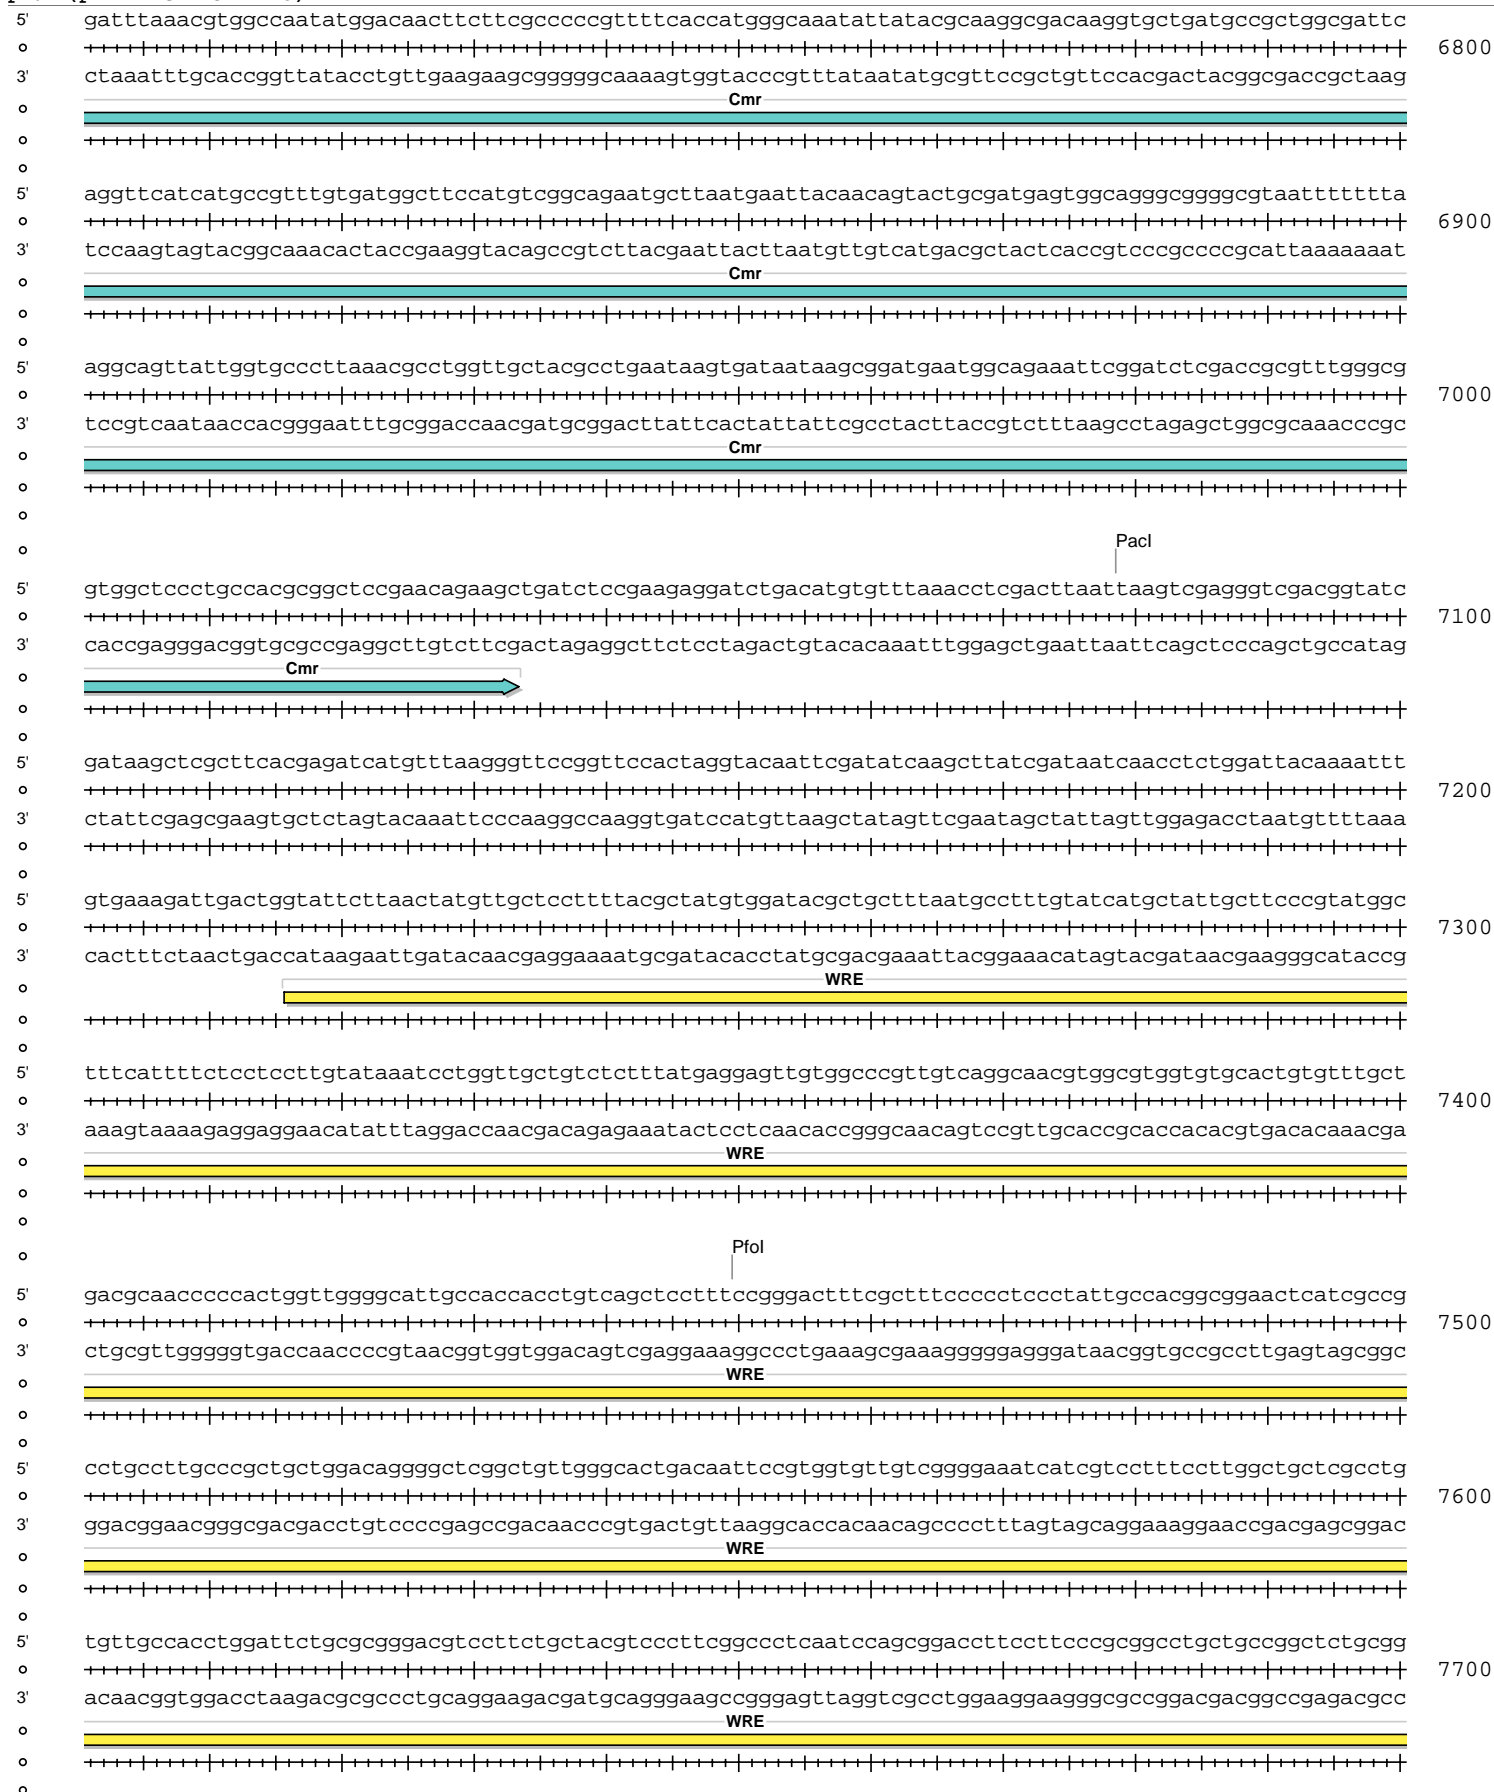 5' gatttaaacgtggccaatatggacaacttcttcgcccccgttttcaccatgggcaaatattatacgcaaggcgacaaggtgctgatgccgctggcgattc
6800
3' ctaaatttgcaccggttatacctgttgaagaagcgggggcaaaagtggtacccgtttataatatgcgttccgctgttccacgactacggcgaccgctaag
Cmr
5' aggttcatcatgccgtttgtgatggcttccatgtcggcagaatgcttaatgaattacaacagtactgcgatgagtggcagggcggggcgtaattttttta
6900
3' tccaagtagtacggcaaacactaccgaaggtacagccgtcttacgaattacttaatgttgtcatgacgctactcaccgtcccgccccgcattaaaaaaat
Cmr
5' aggcagttattggtgcccttaaacgcctggttgctacgcctgaataagtgataataagcggatgaatggcagaaattcggatctcgaccgcgtttgggcg
7000
3' tccgtcaataaccacgggaatttgcggaccaacgatgcggacttattcactattattcgcctacttaccgtctttaagcctagagctggcgcaaacccgc
Cmr
PacI
5' gtggctccctgccacgcggctccgaacagaagctgatctccgaagaggatctgacatgtgtttaaacctcgacttaattaagtcgagggtcgacggtatc
7100
3' caccgagggacggtgcgccgaggcttgtcttcgactagaggcttctcctagactgtacacaaatttggagctgaattaattcagctcccagctgccatag
Cmr
5' gataagctcgcttcacgagatcatgtttaagggttccggttccactaggtacaattcgatatcaagcttatcgataatcaacctctggattacaaaattt
7200
3' ctattcgagcgaagtgctctagtacaaattcccaaggccaaggtgatccatgttaagctatagttcgaatagctattagttggagacctaatgttttaaa
5' gtgaaagattgactggtattcttaactatgttgctccttttacgctatgtggatacgctgctttaatgcctttgtatcatgctattgcttcccgtatggc
7300
3' cactttctaactgaccataagaattgatacaacgaggaaaatgcgatacacctatgcgacgaaattacggaaacatagtacgataacgaagggcataccg
WRE
5' tttcattttctcctccttgtataaatcctggttgctgtctctttatgaggagttgtggcccgttgtcaggcaacgtggcgtggtgtgcactgtgtttgct
7400
3' aaagtaaaagaggaggaacatatttaggaccaacgacagagaaatactcctcaacaccgggcaacagtccgttgcaccgcaccacacgtgacacaaacga
WRE
PfoI
5' gacgcaacccccactggttggggcattgccaccacctgtcagctcctttccgggactttcgctttccccctccctattgccacggcggaactcatcgccg
7500
3' ctgcgttgggggtgaccaaccccgtaacggtggtggacagtcgaggaaaggccctgaaagcgaaagggggagggataacggtgccgccttgagtagcggc
WRE
5' cctgccttgcccgctgctggacaggggctcggctgttgggcactgacaattccgtggtgttgtcggggaaatcatcgtcctttccttggctgctcgcctg
7600
3' ggacggaacgggcgacgacctgtccccgagccgacaacccgtgactgttaaggcaccacaacagcccctttagtagcaggaaaggaaccgacgagcggac
WRE
5' tgttgccacctggattctgcgcgggacgtccttctgctacgtcccttcggccctcaatccagcggaccttccttcccgcggcctgctgccggctctgcgg
7700
3' acaacggtggacctaagacgcgccctgcaggaagacgatgcagggaagccgggagttaggtcgcctggaaggaagggcgccggacgacggccgagacgcc
WRE